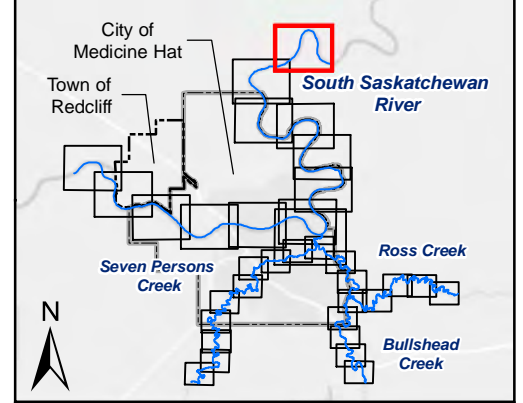 City of
Medicine Hat
Town of
Redcliff
South Saskatchewan
River
Seven Persons
Creek
Ross Creek
Bullshead
Creek
N